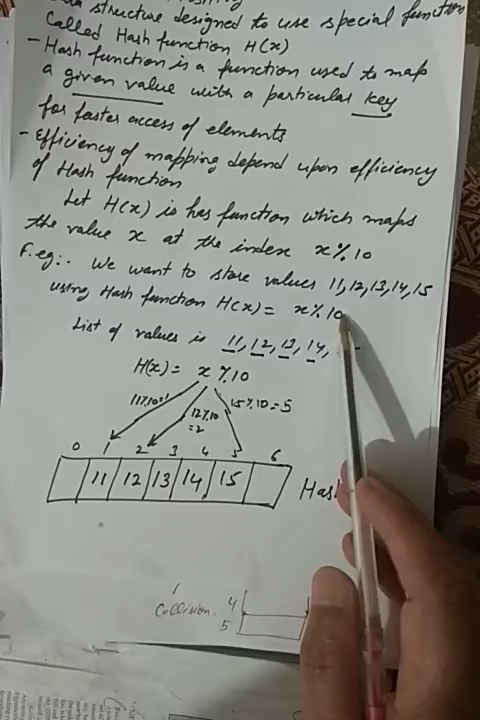 structure designed to use special function
Called Hash function H(x)
- Hash function is a function used to map
a given value with a particular key
for faster access of elements
- Efficiency of mapping depend upon efficiency
of Hash function
Let H(x) is has function which maps
the value x at the index x%10
F.eg:- We want to store values 11,12,13,14,15
using Hash function H(x) = x%10
List of values is 11, 12, 13, 14,
H(x) = x%10
11%10=1 12%10=2 15%10=5
0 1 2 3 4 5 6
11 12 13 14 15
Has
Collision. 4
5